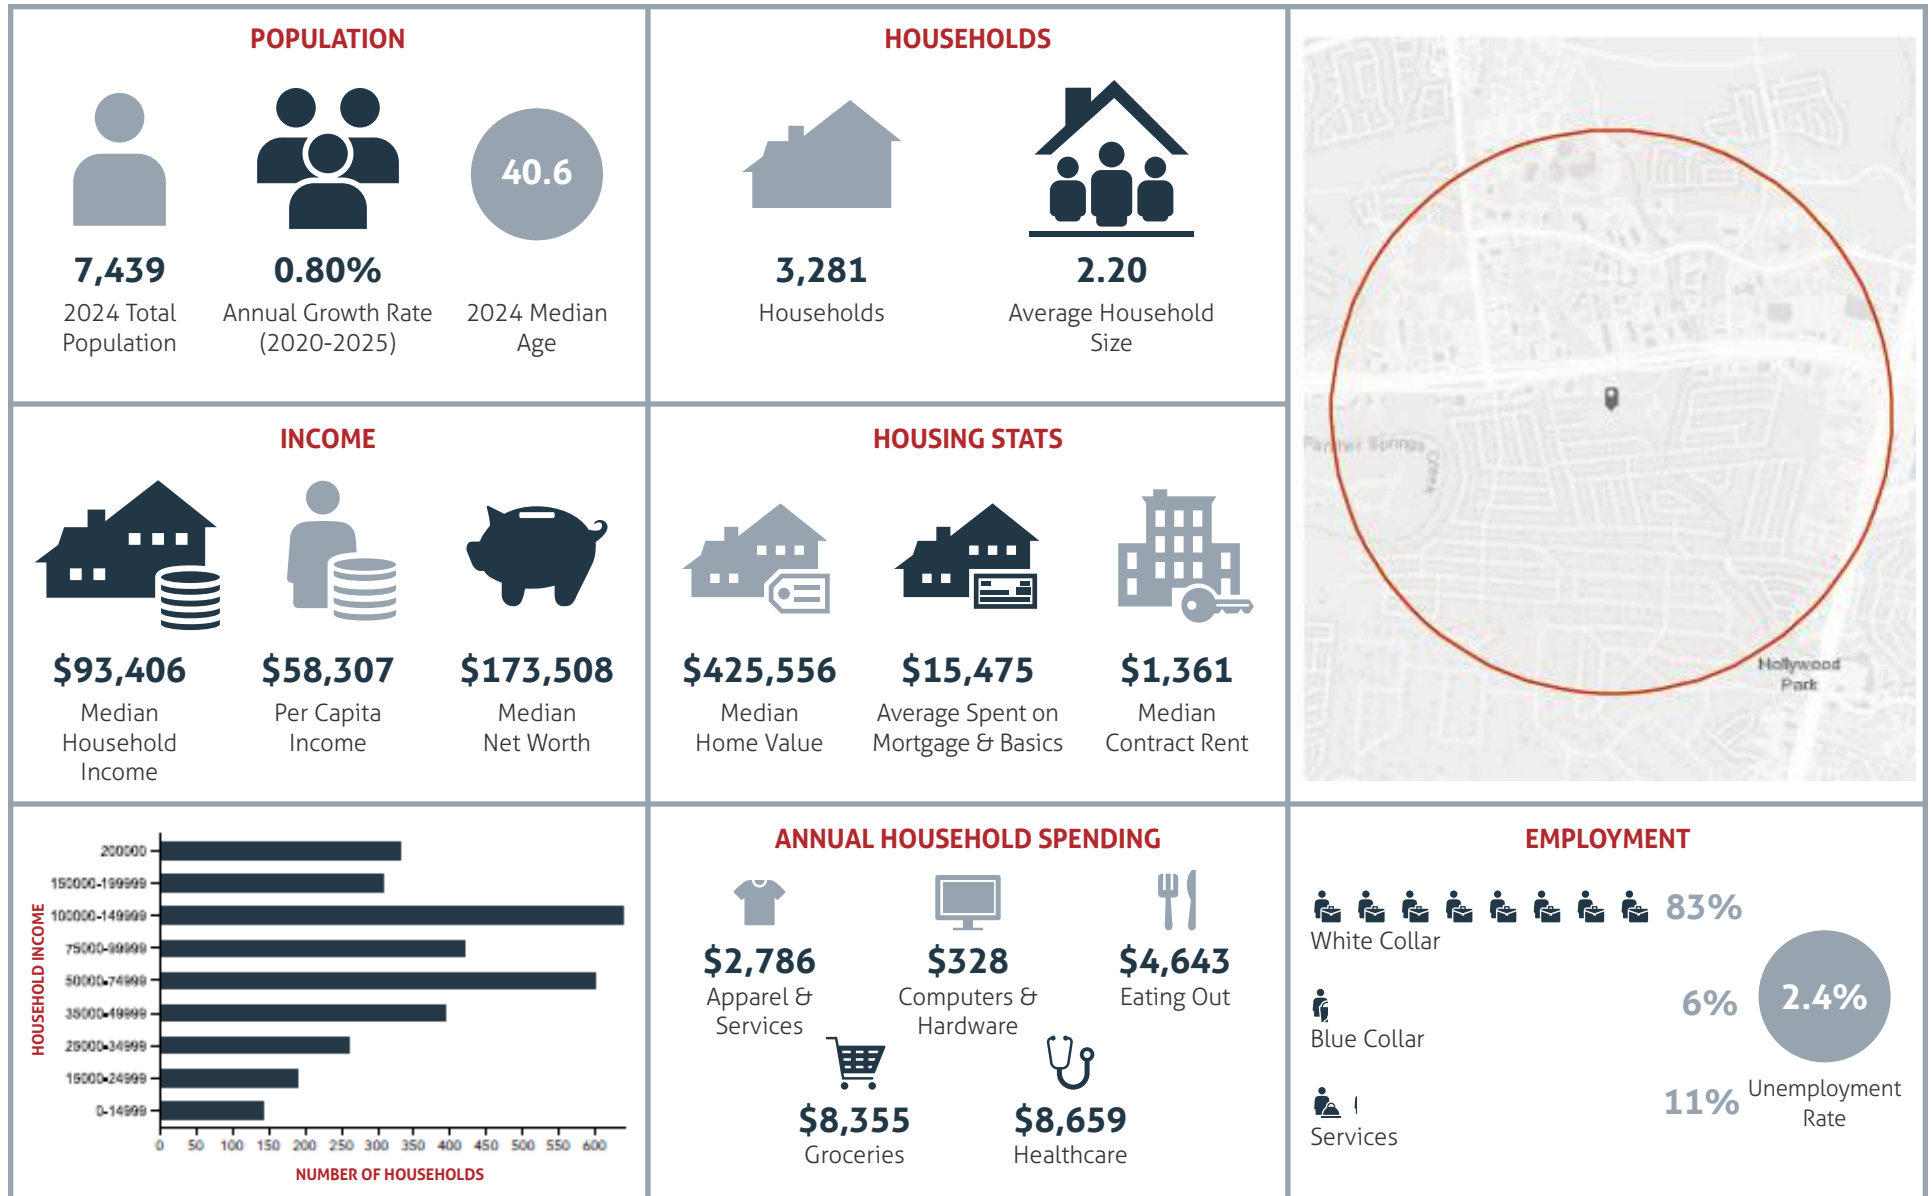 POPULATION
40.6
7,439
0.80%
2024 Total
Population
Annual Growth Rate
(2020-2025)
2024 Median
Age
HOUSEHOLDS
3,281
Households
2.20
Average Household
Size
Panther Springs
Creek
Hollywood
Park
INCOME
$93,406
Median
Household
Income
$58,307
Per Capita
Income
$173,508
Median
Net Worth
HOUSING STATS
$425,556
Median
Home Value
$15,475
Average Spent on
Mortgage & Basics
$1,361
Median
Contract Rent
HOUSEHOLD INCOME
200000
150000-199999
100000-149999
75000-99999
50000-74999
35000-49999
25000-34999
15000-24999
0-14999
0 50 100 150 200 250 300 350 400 450 500 550 600
NUMBER OF HOUSEHOLDS
ANNUAL HOUSEHOLD SPENDING
$2,786
Apparel &
Services
$328
Computers &
Hardware
$4,643
Eating Out
$8,355
Groceries
$8,659
Healthcare
EMPLOYMENT
83%
White Collar
6%
Blue Collar
11%
Services
2.4%
Unemployment
Rate